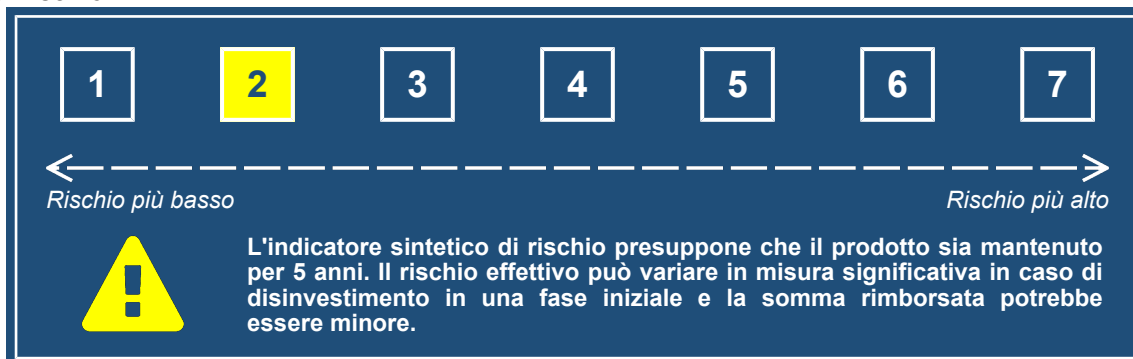 1 2 3 4 5 6 7
Rischio più basso Rischio più alto
L'indicatore sintetico di rischio presuppone che il prodotto sia mantenuto
per 5 anni. Il rischio effettivo può variare in misura significativa in caso di
disinvestimento in una fase iniziale e la somma rimborsata potrebbe
essere minore.